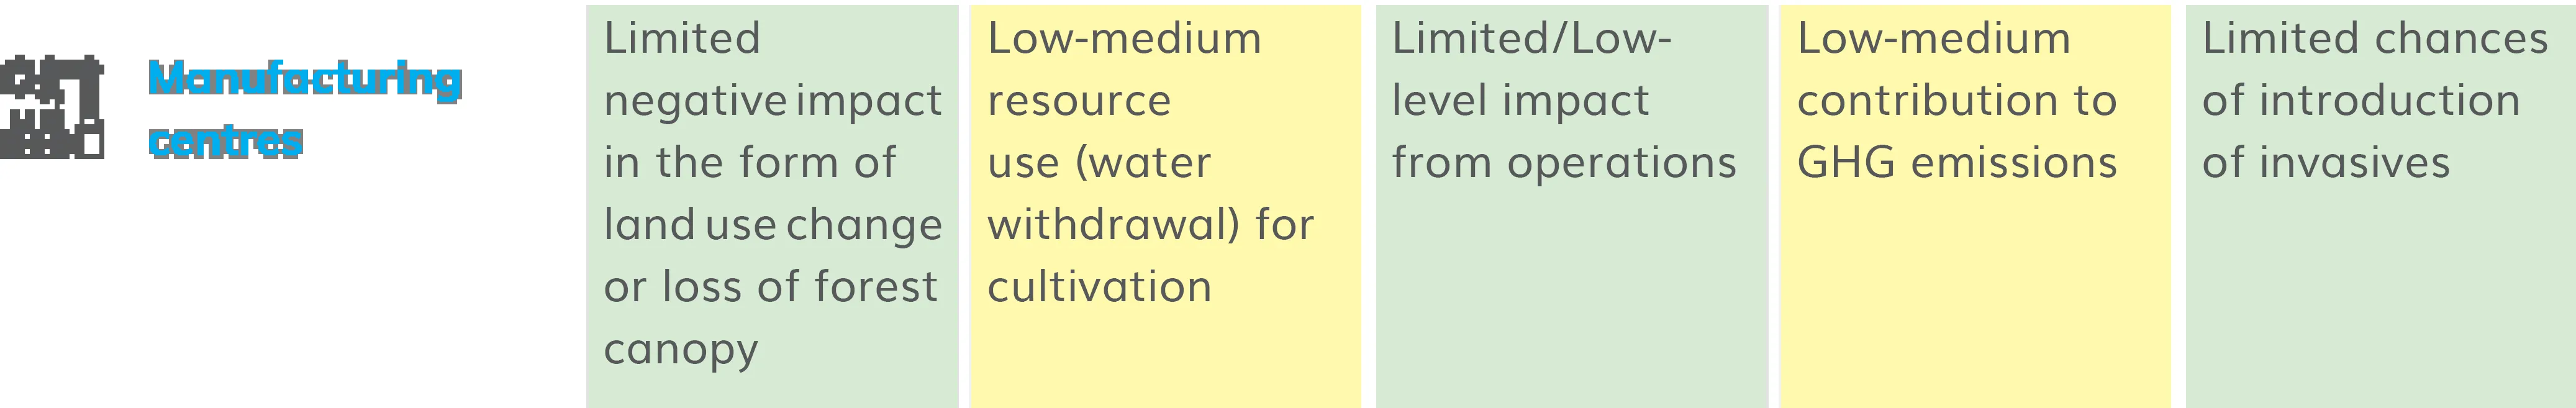 Manufacturing
centres
Limited
negative impact
in the form of
land use change
or loss of forest
canopy
Low-medium
resource
use (water
withdrawal) for
cultivation
Limited/Low-
level impact
from operations
Low-medium
contribution to
GHG emissions
Limited chances
of introduction
of invasives